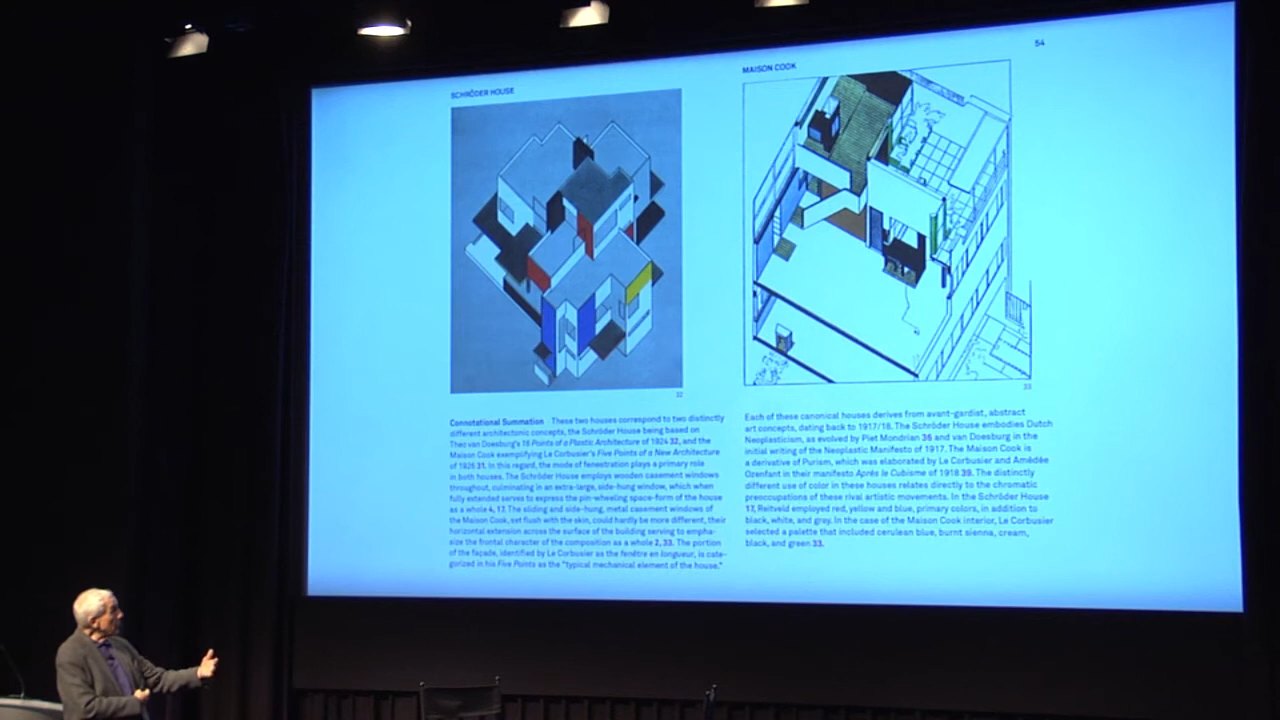 54
SCHRÖDER HOUSE
32
Connotational Summation These two houses correspond to two distinctly
different architectonic concepts, the Schröder House being based on
Theo van Doesburg's 16 Points of a Plastic Architecture of 1924 32, and the
Maison Cook exemplifying Le Corbusier's Five Points of a New Architecture
of 1926 31. In this regard, the mode of fenestration plays a primary role
in both houses. The Schröder House employs wooden casement windows
throughout, culminating in an extra-large, side-hung window, which when
fully extended serves to express the pin-wheeling space-form of the house
as a whole 4, 17. The sliding and side-hung, metal casement windows of
the Maison Cook, set flush with the skin, could hardly be more different, their
horizontal extension across the surface of the building serving to empha-
size the frontal character of the composition as a whole 2, 33. The portion
of the façade, identified by Le Corbusier as the fenêtre en longueur, is cate-
gorized in his Five Points as the "typical mechanical element of the house."
MAISON COOK
33
Each of these canonical houses derives from avant-gardist, abstract
art concepts, dating back to 1917/18. The Schröder House embodies Dutch
Neoplasticism, as evolved by Piet Mondrian 36 and van Doesburg in the
initial writing of the Neoplastic Manifesto of 1917. The Maison Cook is
a derivative of Purism, which was elaborated by Le Corbusier and Amédée
Ozenfant in their manifesto Après le Cubisme of 1918 39. The distinctly
different use of color in these houses relates directly to the chromatic
preoccupations of these rival artistic movements. In the Schröder House
17, Reitveld employed red, yellow and blue, primary colors, in addition to
black, white, and gray. In the case of the Maison Cook interior, Le Corbusier
selected a palette that included cerulean blue, burnt sienna, cream,
black, and green 33.